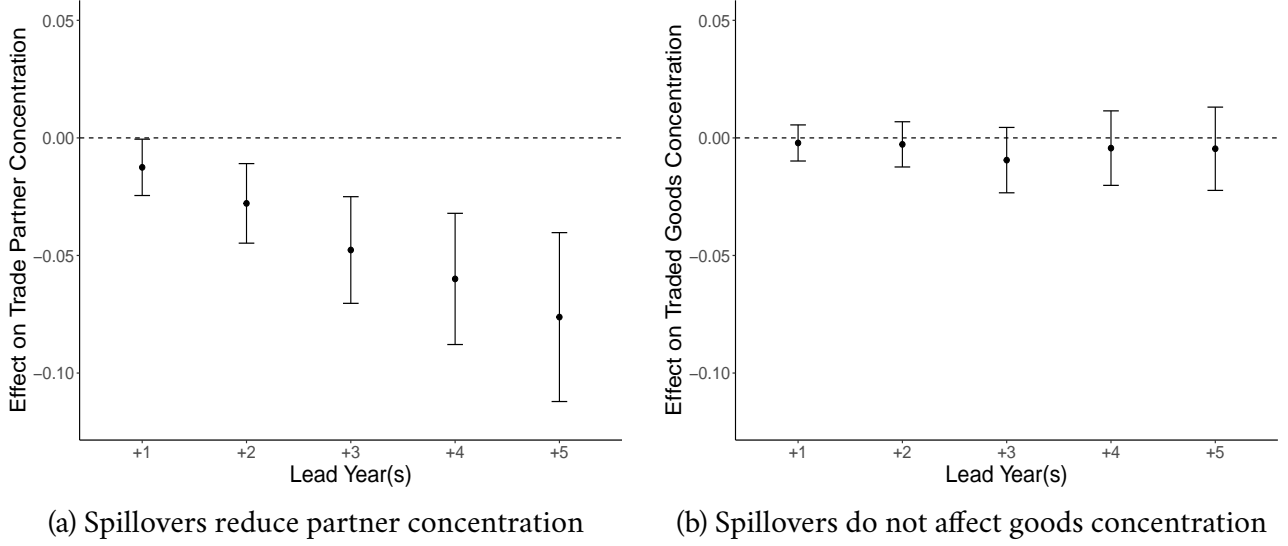 Effect on Trade Partner Concentration
0.05
0.00
−0.05
−0.10
+1 +2 +3 +4 +5
Lead Year(s)
(a) Spillovers reduce partner concentration
Effect on Traded Goods Concentration
0.05
0.00
−0.05
−0.10
+1 +2 +3 +4 +5
Lead Year(s)
(b) Spillovers do not affect goods concentration